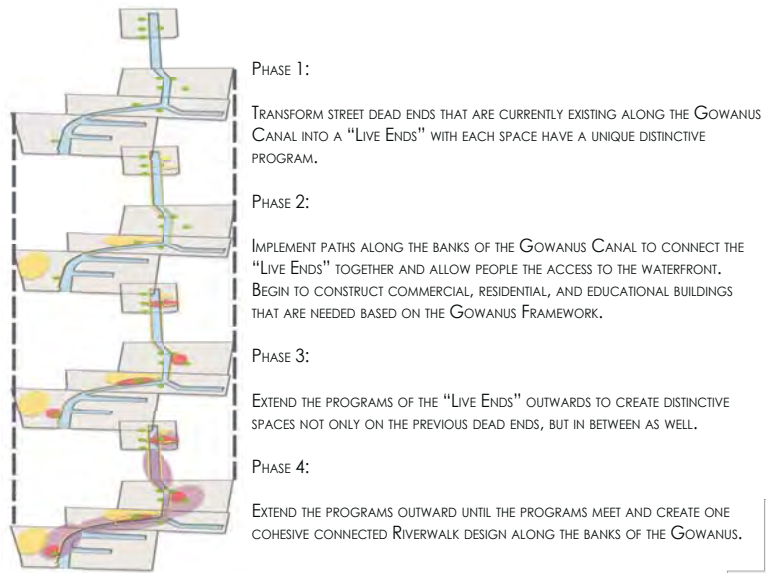 Phase 1:
Transform street dead ends that are currently existing along the Gowanus
Canal into a “Live Ends” with each space have a unique distinctive
program.
Phase 2:
Implement paths along the banks of the Gowanus Canal to connect the
“Live Ends” together and allow people the access to the waterfront.
Begin to construct commercial, residential, and educational buildings
that are needed based on the Gowanus Framework.
Phase 3:
Extend the programs of the “Live Ends” outwards to create distinctive
spaces not only on the previous dead ends, but in between as well.
Phase 4:
Extend the programs outward until the programs meet and create one
cohesive connected Riverwalk design along the banks of the Gowanus.